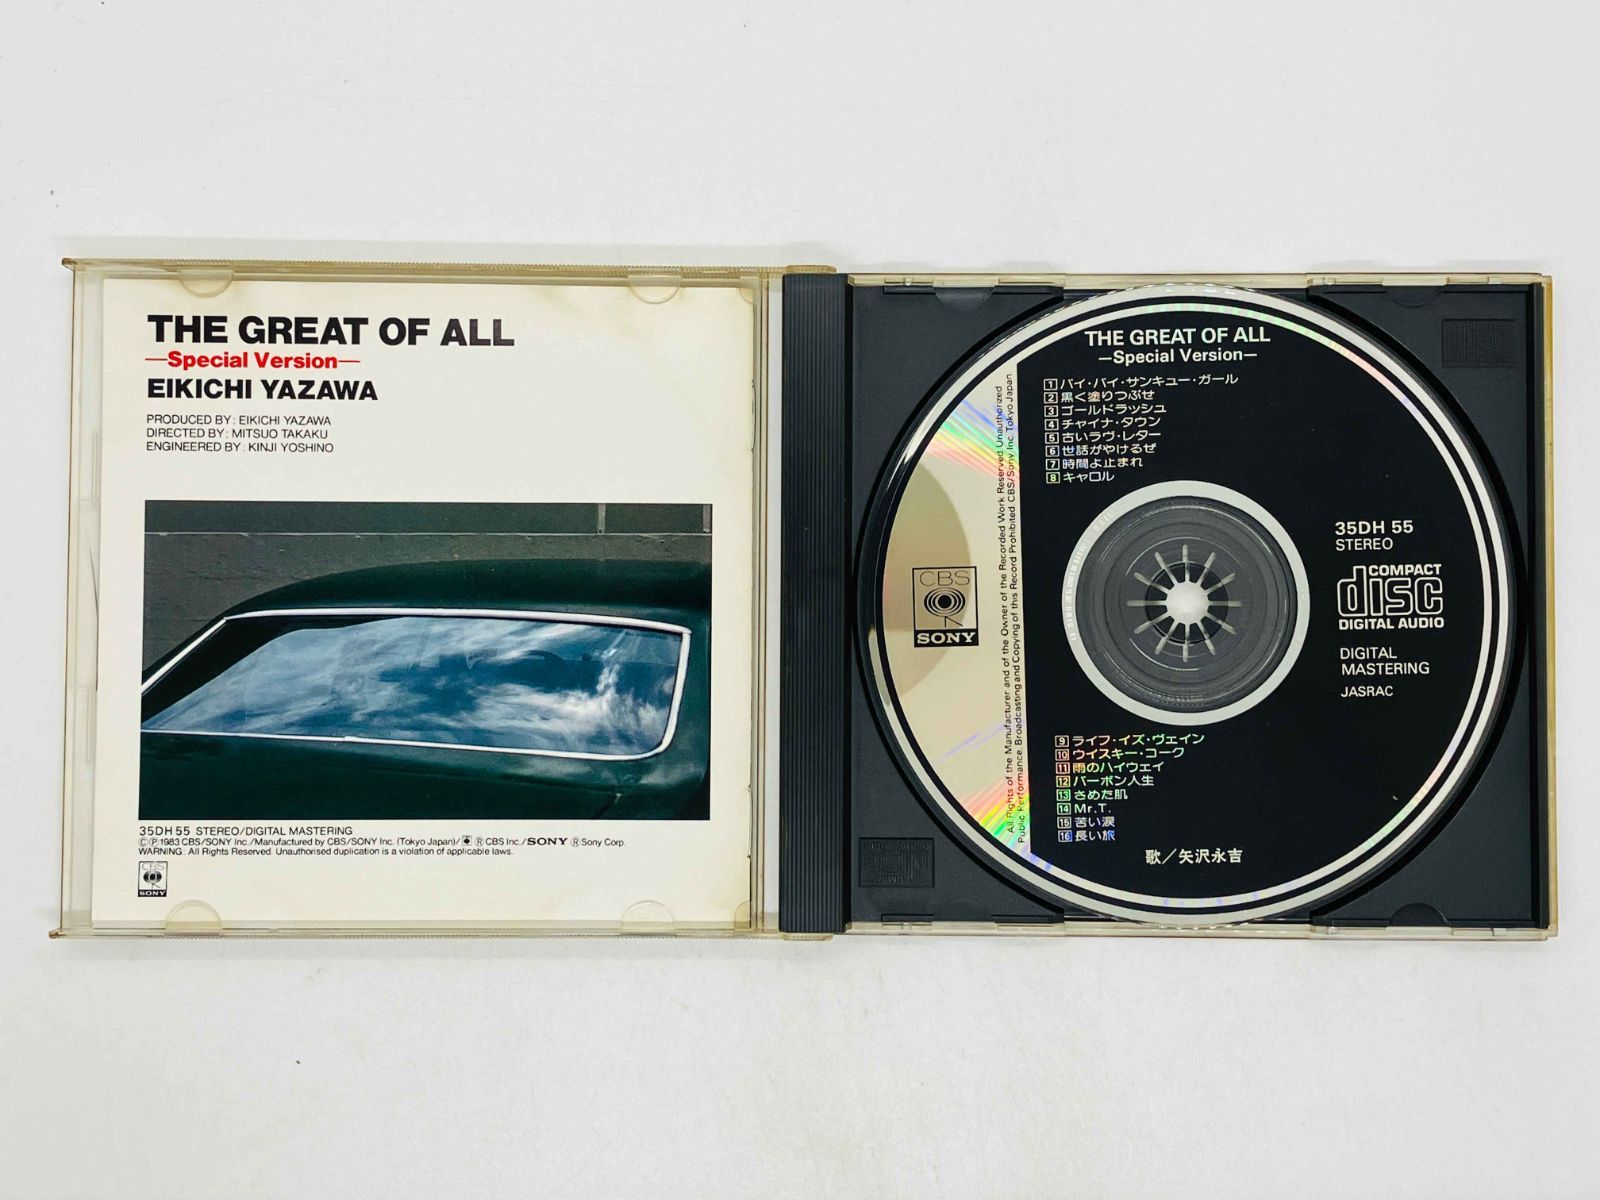 THE GREAT OF ALL
—Special Version—
EIKICHI YAZAWA
PRODUCED BY: EIKICHI YAZAWA
DIRECTED BY: MITSUO TAKAKU
ENGINEERED BY: KINJI YOSHINO
35DH 55 STEREO/DIGITAL MASTERING
©℗1983 CBS/SONY Inc./Manufactured by CBS/SONY Inc. (Tokyo Japan)/ ® CBS Inc./SONY ® Sony Corp.
WARNING: All Rights Reserved. Unauthorised duplication is a violation of applicable laws.
CBS
SONY
THE GREAT OF ALL
—Special Version—
1 バイ・バイ・サンキュー・ガール
2 黒く塗りつぶせ
3 ゴールドラッシュ
4 チャイナ・タウン
5 古いラヴ・レター
6 世話がやけるぜ
7 時間よ止まれ
8 キャロル
All Rights of the Manufacturer and of the Owner of the Recorded Work Reserved Unauthorized
Public Performance, Broadcasting and Copying of this Record Prohibited CBS/Sony Inc. Tokyo Japan
CBS
SONY
35DH 55
STEREO
COMPACT
disc
DIGITAL AUDIO
DIGITAL
MASTERING
JASRAC
9 ライフ・イズ・ヴェイン
10 ウイスキー・コーク
11 雨のハイウェイ
12 バーボン人生
13 さめた肌
14 Mr.T.
15 苦い涙
16 長い旅
歌／矢沢永吉